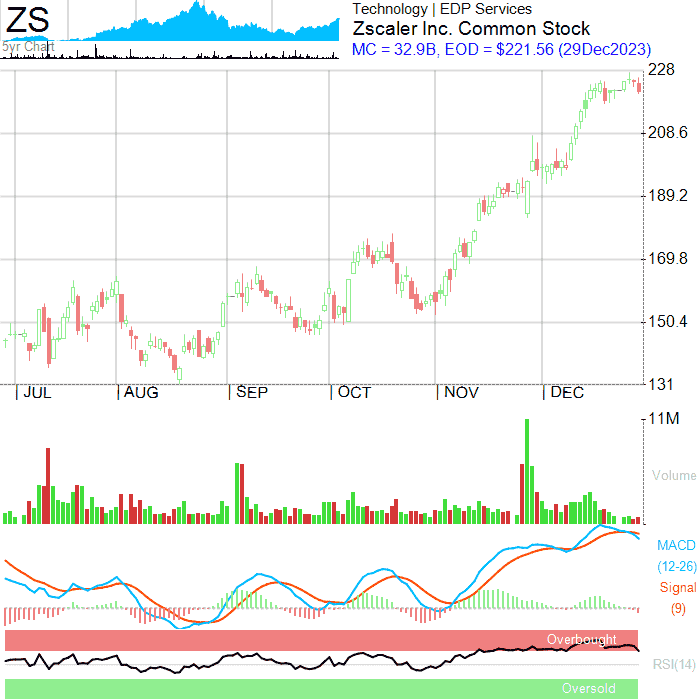 ZS
5yr Chart
Technology | EDP Services
Zscaler Inc. Common Stock
MC = 32.9B, EOD = $221.56 (29Dec2023)
228
208.6
189.2
169.8
150.4
131
JUL AUG SEP OCT NOV DEC
11M
Volume
MACD
(12-26)
Signal
(9)
Overbought
RSI(14)
Oversold